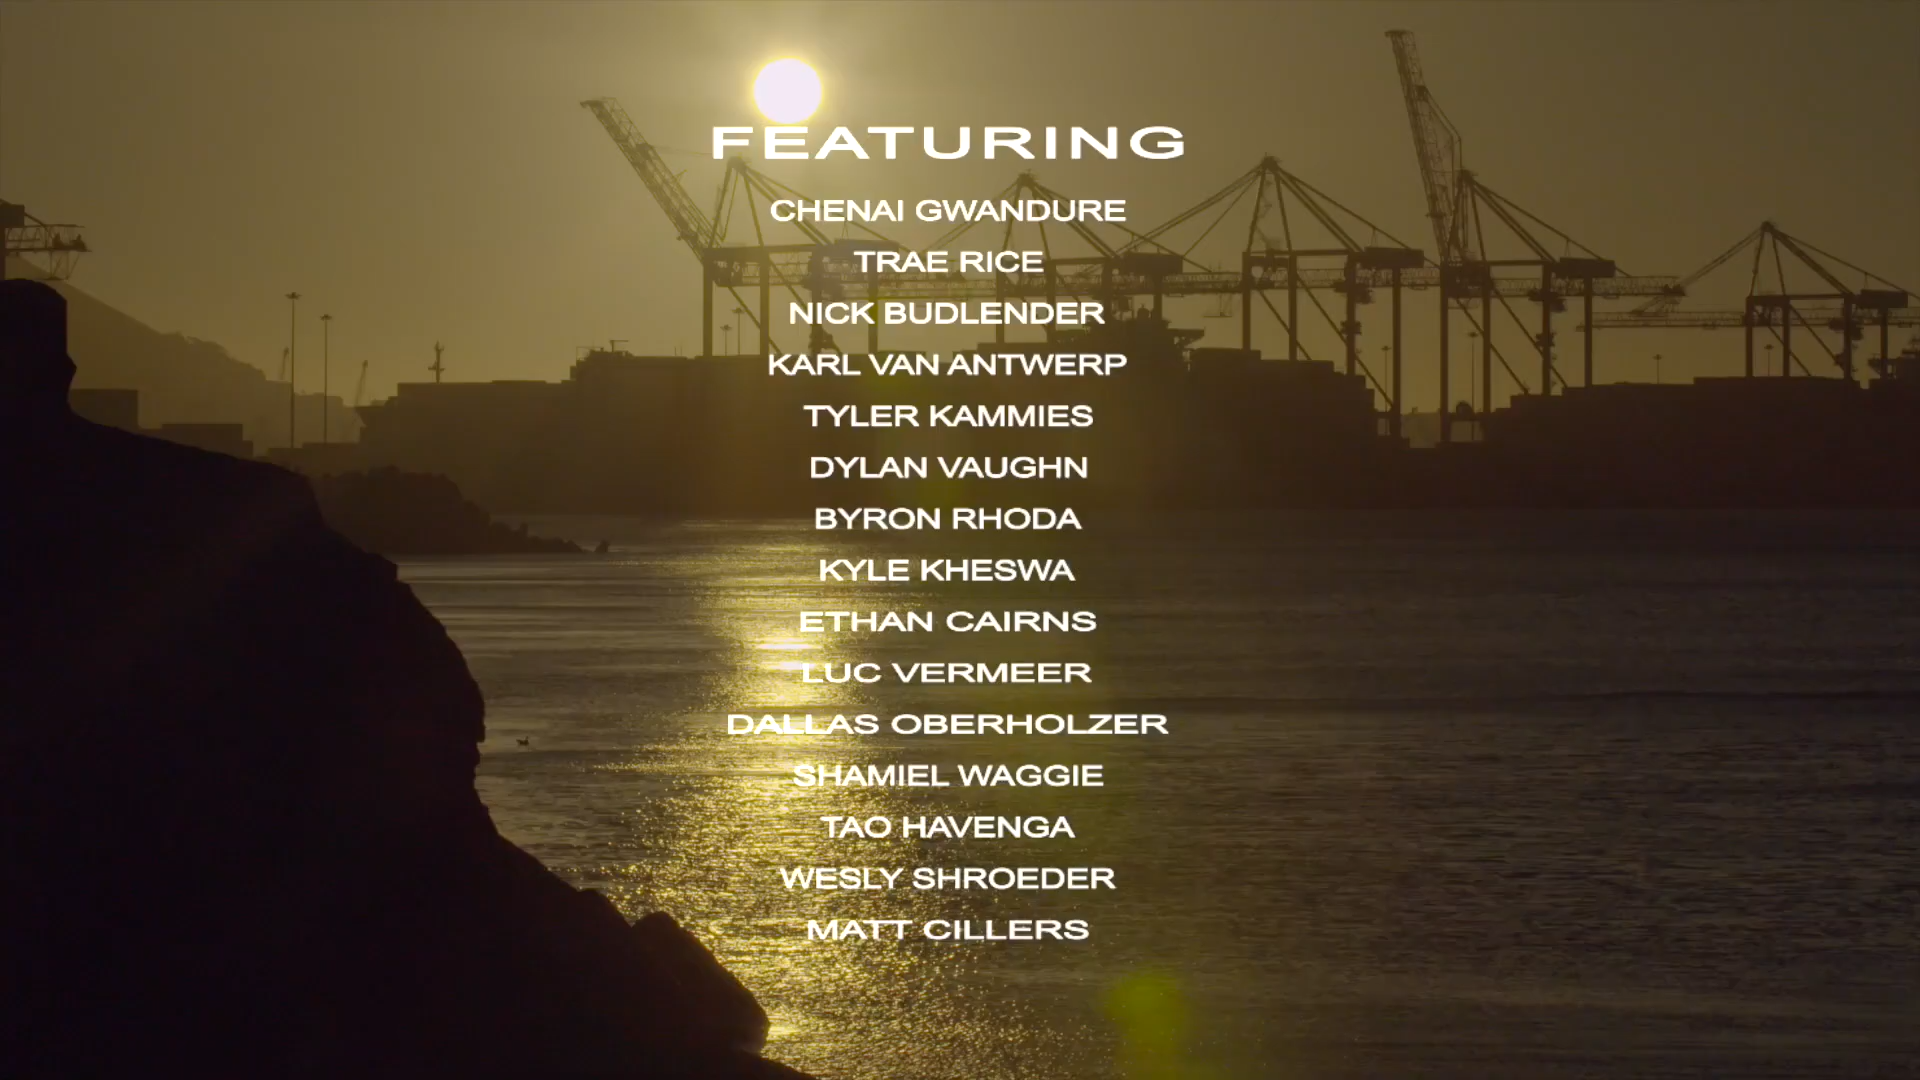 FEATURING
CHENAI GWANDURE
TRAE RICE
NICK BUDLENDER
KARL VAN ANTWERP
TYLER KAMMIES
DYLAN VAUGHN
BYRON RHODA
KYLE KHESWA
ETHAN CAIRNS
LUC VERMEER
DALLAS OBERHOLZER
SHAMIEL WAGGIE
TAO HAVENGA
WESLY SHROEDER
MATT CILLERS